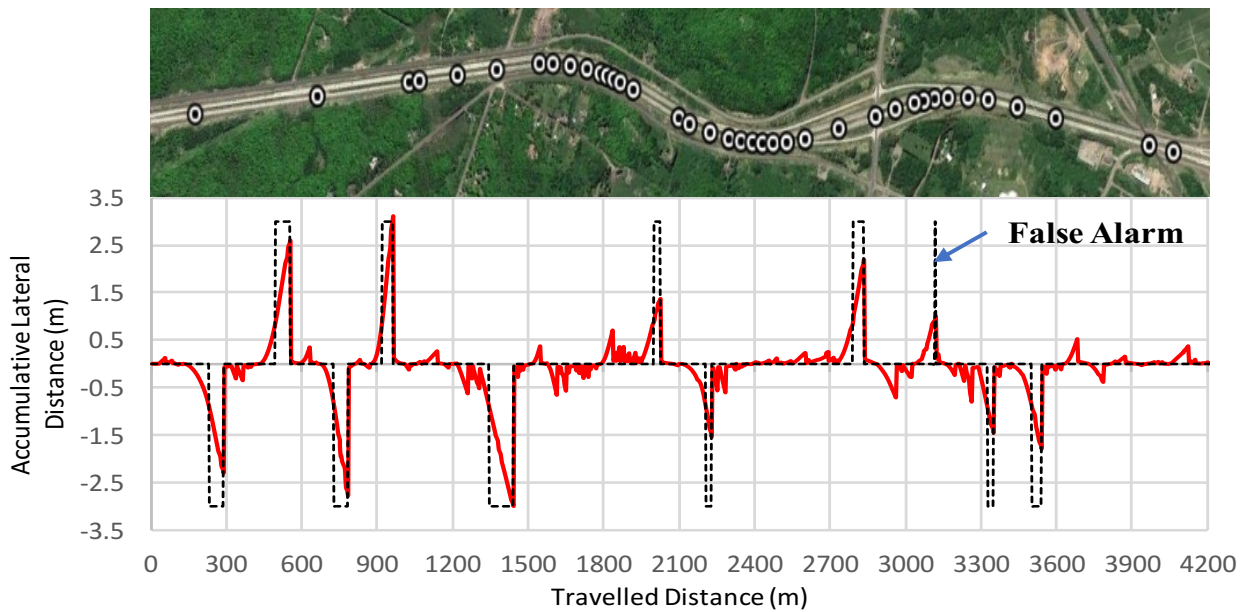 3.5
2.5
1.5
0.5
-0.5
-1.5
-2.5
-3.5
Accumulative Lateral
Distance (m)
False Alarm
0 300 600 900 1200 1500 1800 2100 2400 2700 3000 3300 3600 3900 4200
Travelled Distance (m)